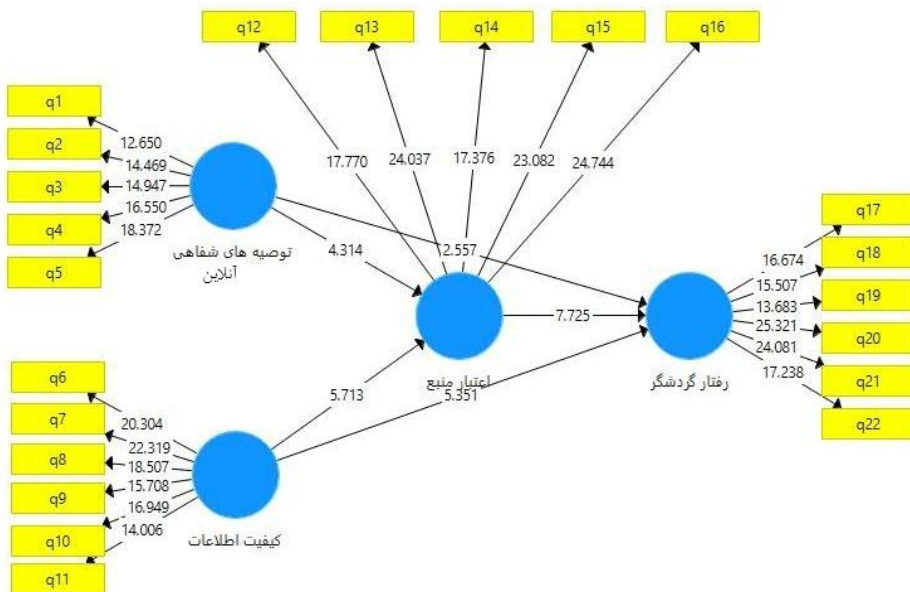 q12
q13
q14
q15
q16
q1
q2
q3
q4
q5
12.650
14.469
14.947
16.550
18.372
17.770
24.037
17.376
23.082
24.744
توصیه های شفاهی
آنلاین
4.314
2.557
q17
q18
q19
q20
q21
q22
16.674
15.507
13.683
25.321
24.081
17.238
7.725
اعتبار منبع
رفتار گردشگر
5.713
5.351
q6
q7
q8
q9
q10
q11
20.304
22.319
18.507
15.708
16.949
14.006
کیفیت اطلاعات